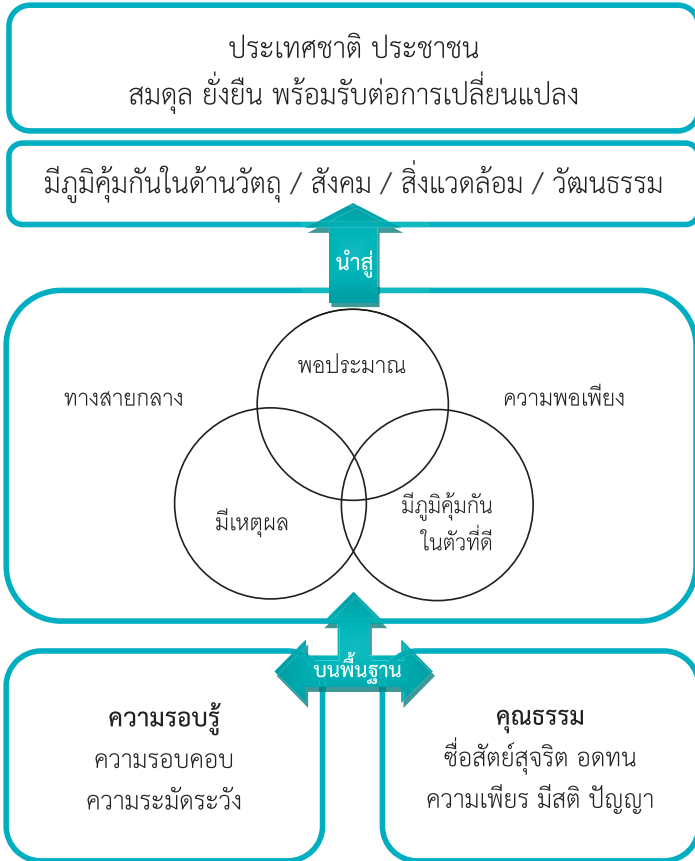 ประเทศชาติ ประชาชน
สมดุล ยั่งยืน พร้อมรับต่อการเปลี่ยนแปลง
มีภูมิคุ้มกันในด้านวัตถุ / สังคม / สิ่งแวดล้อม / วัฒนธรรม
นำสู่
พอประมาณ
ทางสายกลาง
ความพอเพียง
มีเหตุผล
มีภูมิคุ้มกัน
ในตัวที่ดี
บนพื้นฐาน
ความรอบรู้
ความรอบคอบ
ความระมัดระวัง
คุณธรรม
ซื่อสัตย์สุจริต อดทน
ความเพียร มีสติ ปัญญา